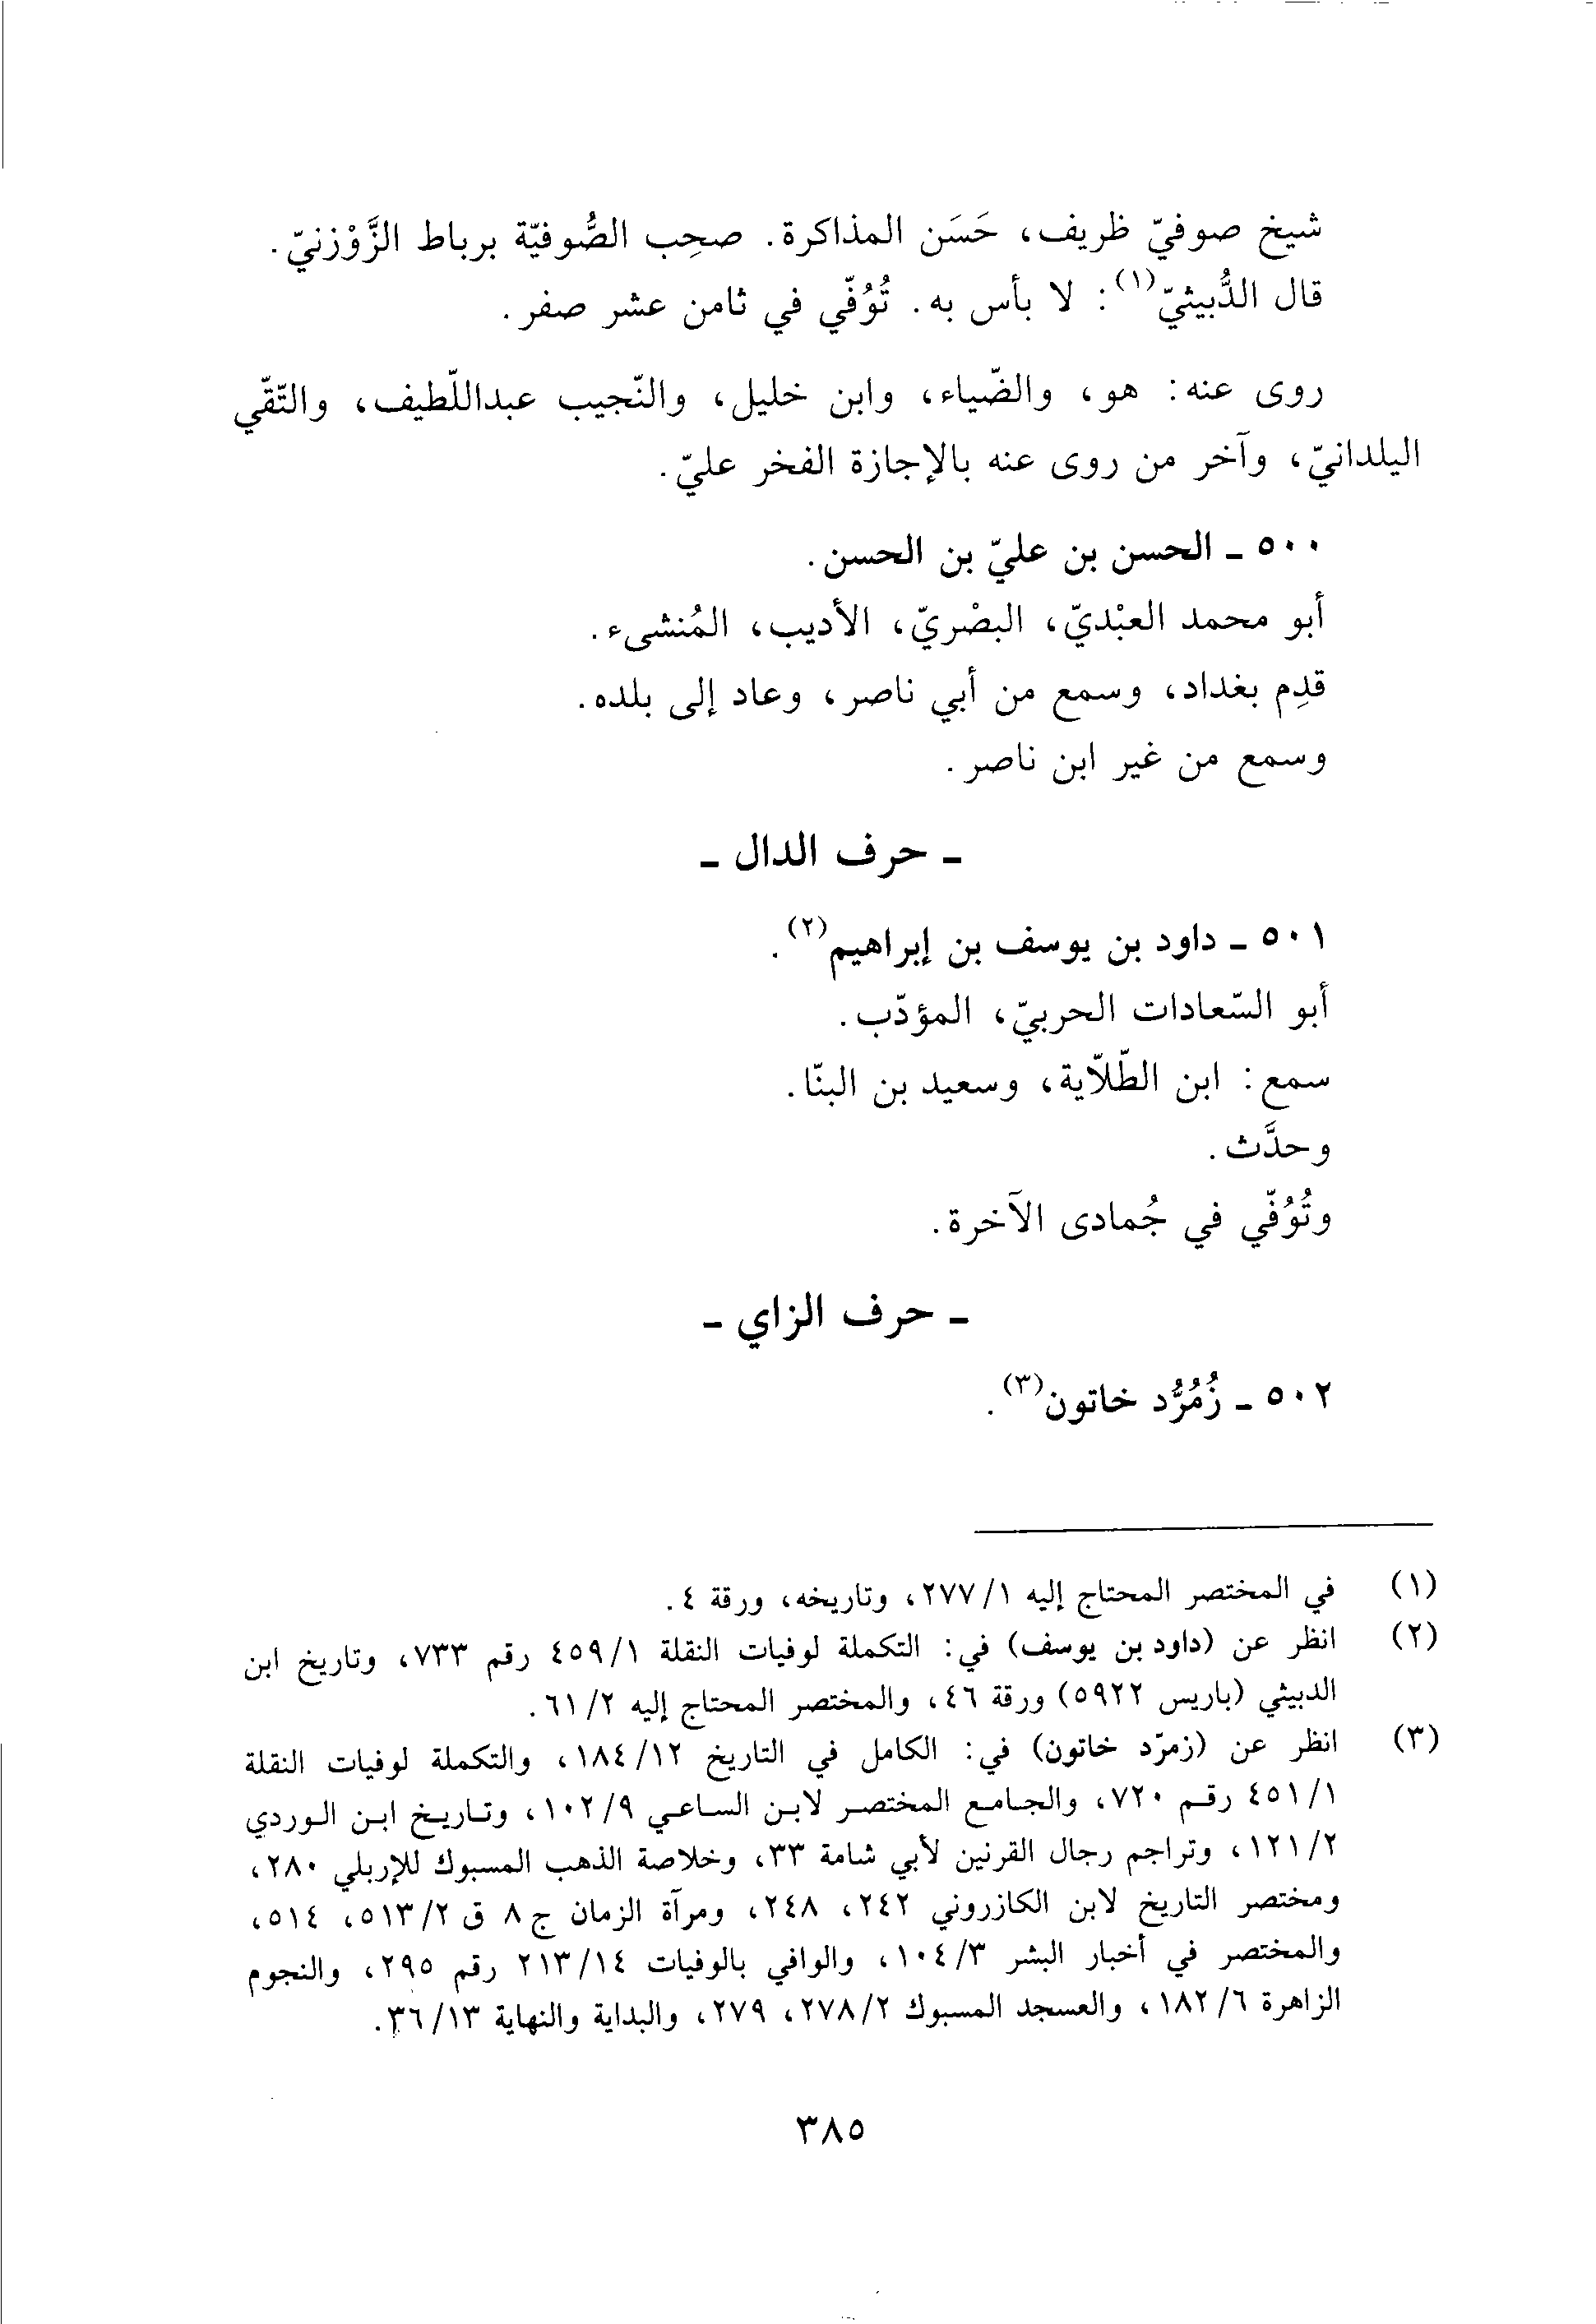 شيخ صوفيّ ظريف، حَسَن المذاكرة. صحِب الصُّوفيّة برباط الزَّوْزنيّ.
قال الدُّبيثيّ(١): لا بأس به. تُوُفّي في ثامن عشر صفر.
روى عنه: هو، والضّياء، وابن خليل، والنّجيب عبداللّطيف، والتّقّي
اليلدانيّ، وآخر من روى عنه بالإجازة الفخر عليّ.
٥٠٠ ـ الحسن بن عليّ بن الحسن.
أبو محمد العبْديّ، البصْريّ، الأديب، المُنشىء.
قدِم بغداد، وسمع من أبي ناصر، وعاد إلى بلده.
وسمع من غير ابن ناصر.
ـ حرف الدال ـ
٥٠١ ـ داود بن يوسف بن إبراهيم(٢).
أبو السّعادات الحربيّ، المؤدّب.
سمع: ابن الطّلّاية، وسعيد بن البنّا.
وحدَّث.
وتُوُفّي في جُمادى الآخرة.
ـ حرف الزاي ـ
٥٠٢ ـ زُمُرُّد خاتون(٣).
(١) في المختصر المحتاج إليه ١/ ٢٧٧، وتاريخه، ورقة ٤.
(٢) انظر عن (داود بن يوسف) في: التكملة لوفيات النقلة ١/ ٤٥٩ رقم ٧٣٣، وتاريخ ابن
الدبيثي (باريس ٥٩٢٢) ورقة ٤٦، والمختصر المحتاج إليه ٢/ ٦١.
(٣) انظر عن (زمرّد خاتون) في: الكامل في التاريخ ١٢/ ١٨٤، والتكملة لوفيات النقلة
١/ ٤٥١ رقم ٧٢٠، والجامع المختصر لابن الساعي ٩/ ١٠٢، وتاريخ ابن الوردي
٢/ ١٢١، وتراجم رجال القرنين لأبي شامة ٣٣، وخلاصة الذهب المسبوك للإربلي ٢٨٠،
ومختصر التاريخ لابن الكازروني ٢٤٢، ٢٤٨، ومرآة الزمان ج ٨ ق ٢/ ٥١٣، ٥١٤،
والمختصر في أخبار البشر ٣/ ١٠٤، والوافي بالوفيات ١٤/ ٢١٣ رقم ٢٩٥، والنجوم
الزاهرة ٦/ ١٨٢، والعسجد المسبوك ٢/ ٢٧٨، ٢٧٩، والبداية والنهاية ١٣/ ٣٦.
٣٨٥